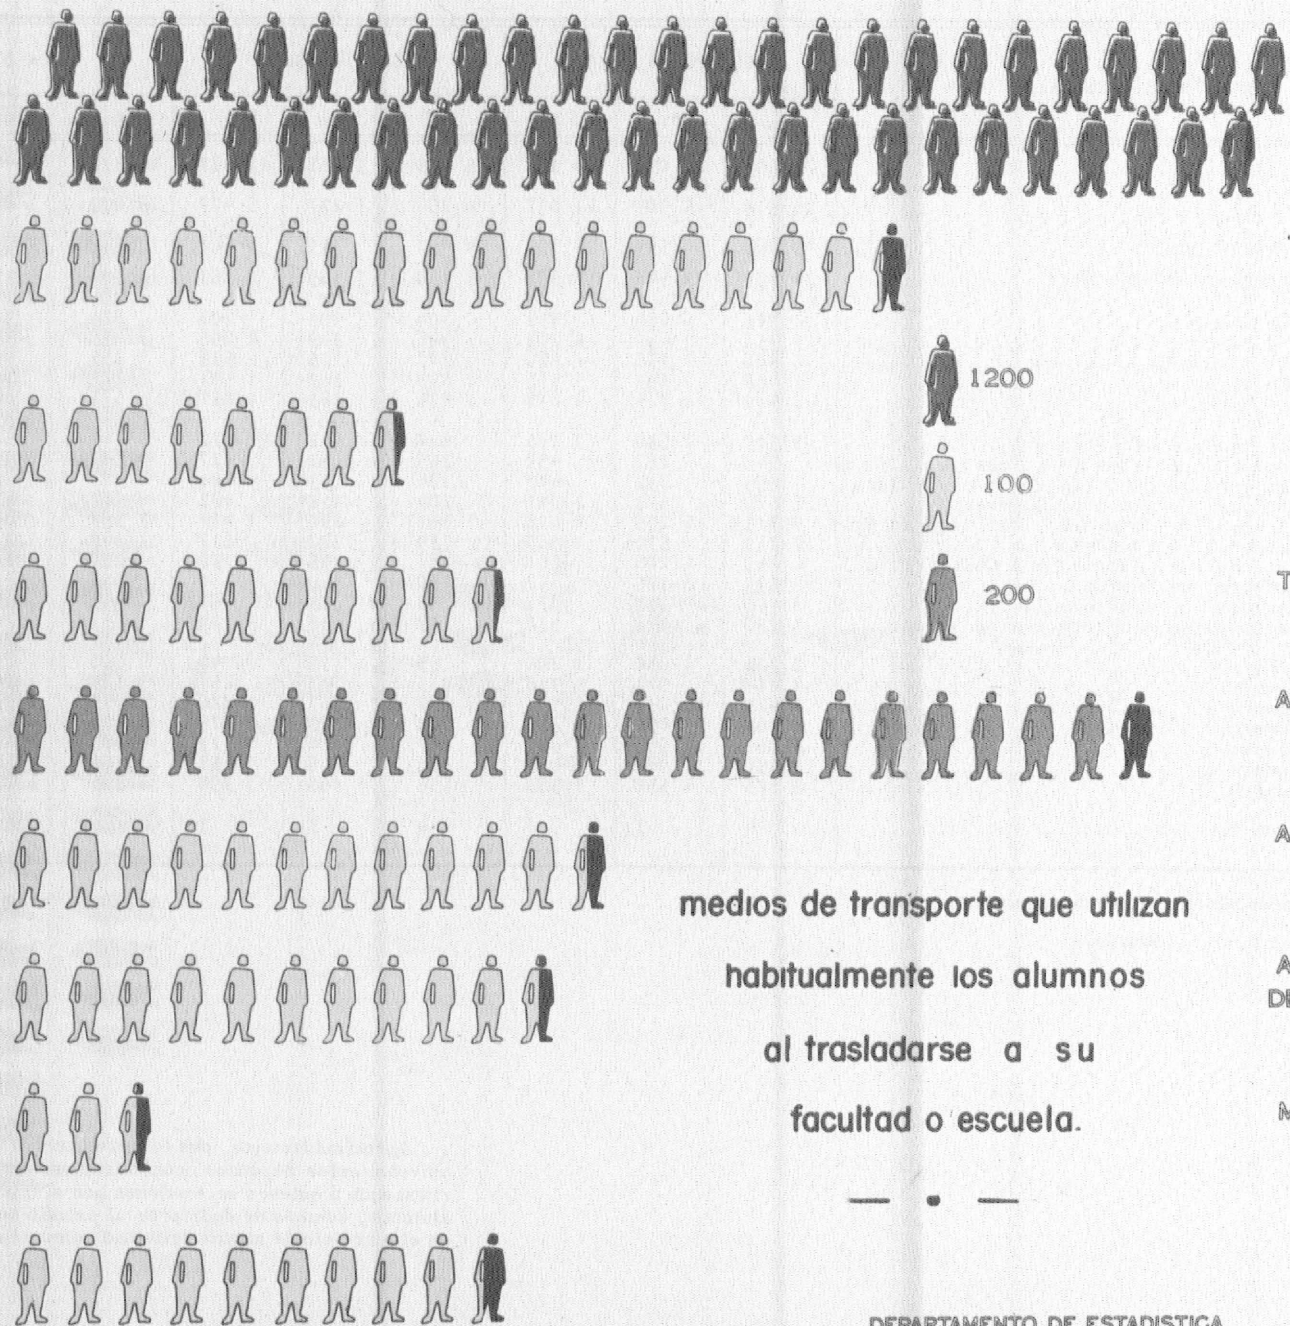 1200
100
200
T
A
A
medios de transporte que utilizan
habitualmente los alumnos
A
DE
al trasladarse a su
facultad o escuela.
M
DEPARTAMENTO DE ESTADISTICA